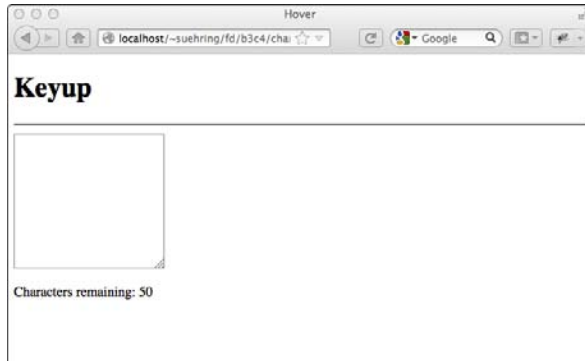 Hover
localhost/~suehring/fd/b3c4/cha
Google
Keyup
Characters remaining: 50